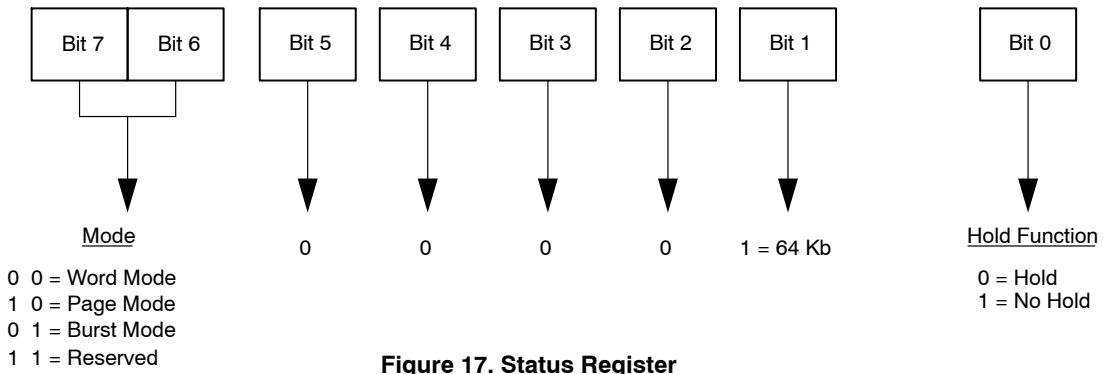 Bit 7 Bit 6 Bit 5 Bit 4 Bit 3 Bit 2 Bit 1 Bit 0
Mode 0 0 0 0 1 = 64 Kb Hold Function
0 0 = Word Mode
1 0 = Page Mode
0 1 = Burst Mode
1 1 = Reserved
0 = Hold
1 = No Hold
Figure 17. Status Register